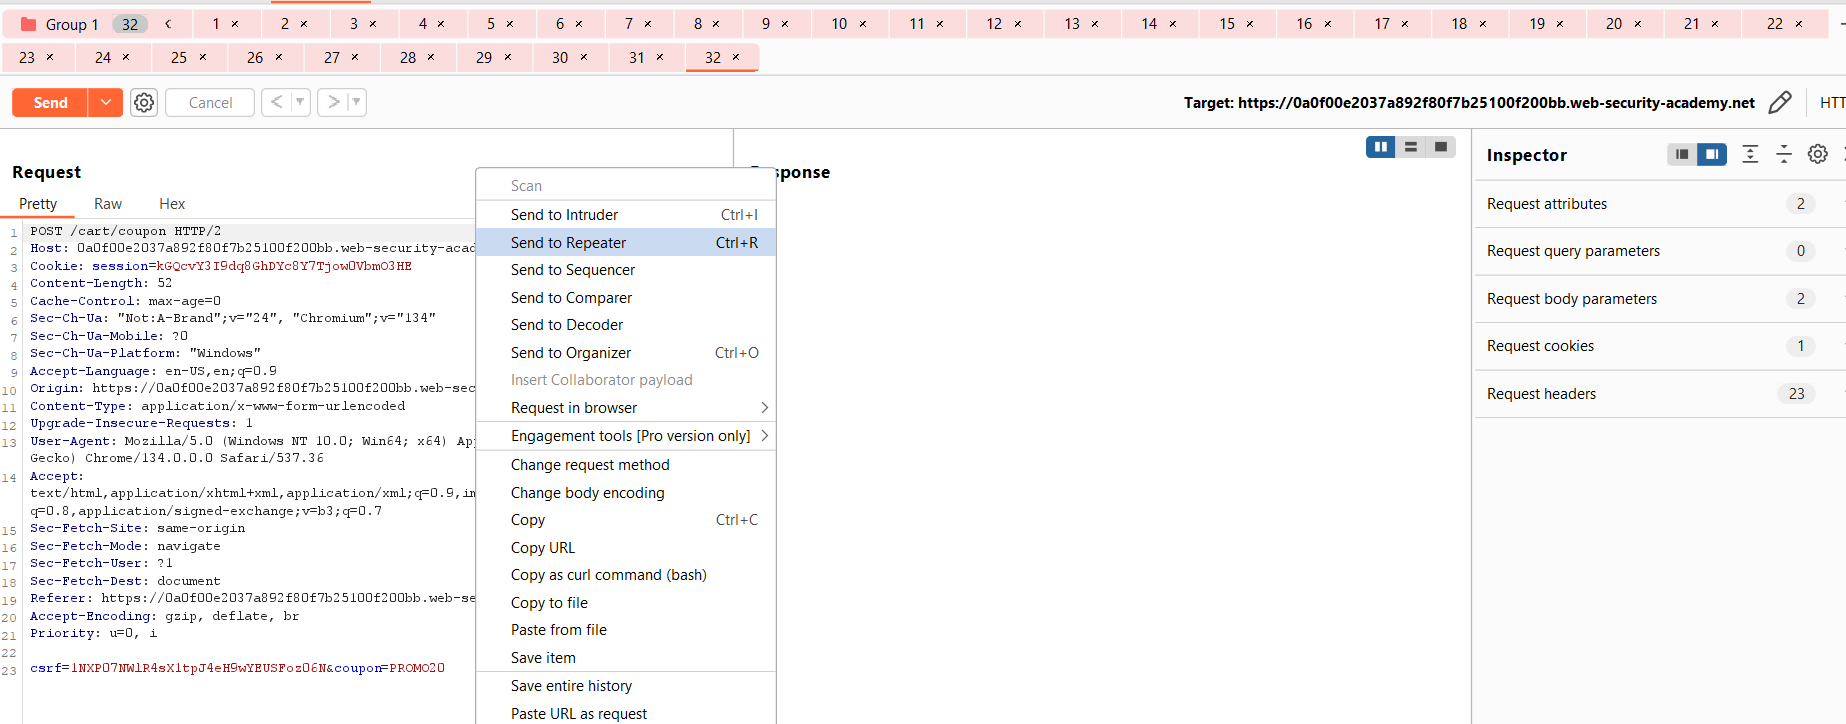 Group 1 32 1 × 2 × 3 × 4 × 5 × 6 × 7 × 8 × 9 × 10 × 11 × 12 × 13 × 14 × 15 × 16 × 17 × 18 × 19 × 20 × 21 × 22 ×
23 × 24 × 25 × 26 × 27 × 28 × 29 × 30 × 31 × 32 ×
Send Cancel < > Target: https://0a0f00e2037a892f80f7b25100f200bb.web-security-academy.net HTT
Request
Pretty Raw Hex
1 POST /cart/coupon HTTP/2
2 Host: 0a0f00e2037a892f80f7b25100f200bb.web-security-acad
3 Cookie: session=kGQcvY3I9dq8GhDYc8Y7Tjow0VbmO3HE
4 Content-Length: 52
5 Cache-Control: max-age=0
6 Sec-Ch-Ua: "Not:A-Brand";v="24", "Chromium";v="134"
7 Sec-Ch-Ua-Mobile: ?0
8 Sec-Ch-Ua-Platform: "Windows"
9 Accept-Language: en-US,en;q=0.9
10 Origin: https://0a0f00e2037a892f80f7b25100f200bb.web-sec
11 Content-Type: application/x-www-form-urlencoded
12 Upgrade-Insecure-Requests: 1
13 User-Agent: Mozilla/5.0 (Windows NT 10.0; Win64; x64) Ap
Gecko) Chrome/134.0.0.0 Safari/537.36
14 Accept:
text/html,application/xhtml+xml,application/xml;q=0.9,im
q=0.8,application/signed-exchange;v=b3;q=0.7
15 Sec-Fetch-Site: same-origin
16 Sec-Fetch-Mode: navigate
17 Sec-Fetch-User: ?1
18 Sec-Fetch-Dest: document
19 Referer: https://0a0f00e2037a892f80f7b25100f200bb.web-se
20 Accept-Encoding: gzip, deflate, br
21 Priority: u=0, i
22
23 csrf=1NXP07NWlR4sX1tpJ4eH9wYEUSFozO6N&coupon=PROMO20
Scan
Send to Intruder Ctrl+I
Send to Repeater Ctrl+R
Send to Sequencer
Send to Comparer
Send to Decoder
Send to Organizer Ctrl+O
Insert Collaborator payload
Request in browser
Engagement tools [Pro version only]
Change request method
Change body encoding
Copy Ctrl+C
Copy URL
Copy as curl command (bash)
Copy to file
Paste from file
Save item
Save entire history
Paste URL as request
sponse
Inspector
Request attributes 2
Request query parameters 0
Request body parameters 2
Request cookies 1
Request headers 23